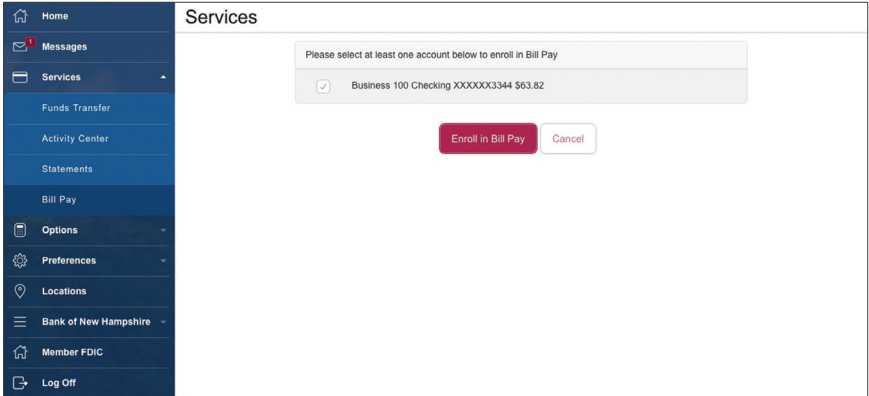 Home
1
Messages
Services
Funds Transfer
Activity Center
Statements
Bill Pay
Options
Preferences
Locations
Bank of New Hampshire
Member FDIC
Log Off
Services
Please select at least one account below to enroll in Bill Pay
Business 100 Checking XXXXXX3344 $63.82
Enroll in Bill Pay Cancel